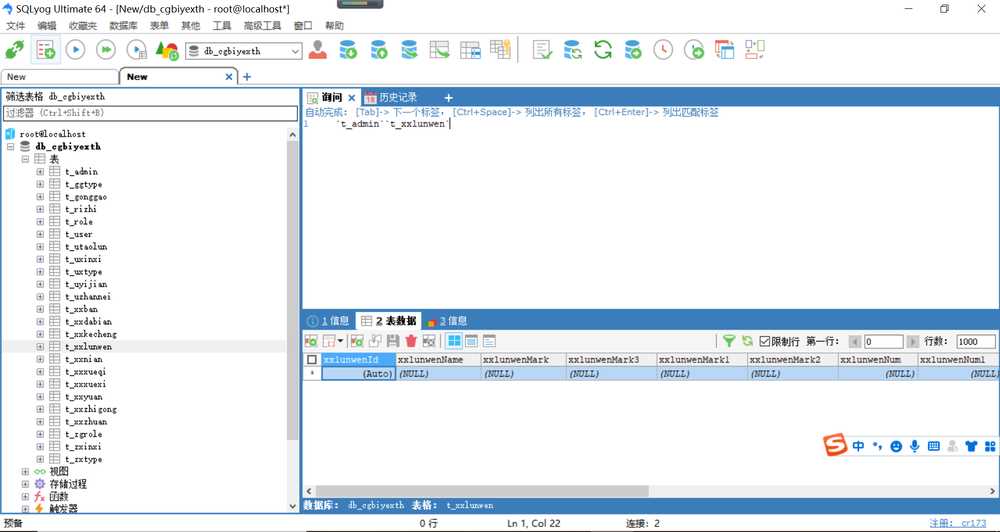 SQLyog Ultimate 64 - [New/db_cgbiyexth - root@localhost*]
文件 编辑 收藏夹 数据库 表单 其他 工具 高级工具 窗口 帮助
db_cgbiyexth
New
New
筛选表格 db_cgbiyexth
过滤器 (Ctrl+Shift+B)
root@localhost
db_cgbiyexth
表
t_admin
t_ggtype
t_gonggao
t_rizhi
t_role
t_user
t_utaolun
t_uxinxi
t_uxtype
t_uyijian
t_uzhannei
t_xxban
t_xxdabian
t_xxkecheng
t_xxlunwen
t_xxnian
t_xxxueqi
t_xxxuexi
t_xxyuan
t_xxzhigong
t_xxzhuan
t_zgrole
t_zxinxi
t_zxtype
视图
存储过程
函数
触发器
询问 18 历史记录
自动完成: [Tab]-> 下一个标签, [Ctrl+Space]-> 列出所有标签, [Ctrl+Enter]-> 列出匹配标签
1 `t_admin``t_xxlunwen`
1 信息 2 表数据 3 信息
限制行 第一行: 0 行数: 1000
xxlunwenId xxlunwenName xxlunwenMark xxlunwenMark3 xxlunwenMark1 xxlunwenMark2 xxlunwenNum xxlunwenNum1
* (Auto) (NULL) (NULL) (NULL) (NULL) (NULL) (NULL) (NULL)
S 中
数据库: db_cgbiyexth 表格: t_xxlunwen
预备 0 行 Ln 1, Col 22 连接: 2 注册: cr173